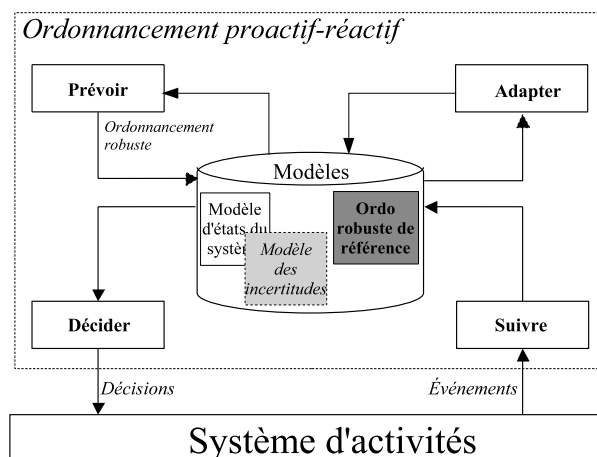 Ordonnancement proactif-réactif
Prévoir
Adapter
Ordonnancement
robuste
Modèles
Modèle
d'états du
système
Ordo
robuste de
référence
Modèle
des
incertitudes
Décider
Suivre
Décisions
Événements
Système d'activités